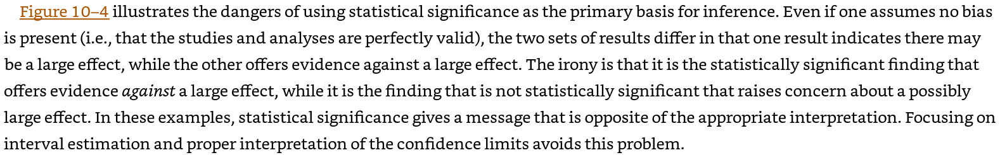 Figure 10–4 illustrates the dangers of using statistical significance as the primary basis for inference. Even if one assumes no bias
is present (i.e., that the studies and analyses are perfectly valid), the two sets of results differ in that one result indicates there may
be a large effect, while the other offers evidence against a large effect. The irony is that it is the statistically significant finding that
offers evidence against a large effect, while it is the finding that is not statistically significant that raises concern about a possibly
large effect. In these examples, statistical significance gives a message that is opposite of the appropriate interpretation. Focusing on
interval estimation and proper interpretation of the confidence limits avoids this problem.